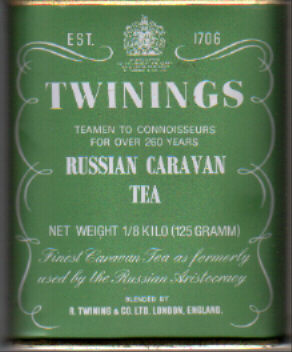 EST. 1706
TWININGS
TEAMEN TO CONNOISSEURS
FOR OVER 260 YEARS
RUSSIAN CARAVAN
TEA
NET WEIGHT 1/8 KILO (125 GRAMM)
Finest Caravan Tea as formerly
used by the Russian Aristocracy
BLENDED BY
R. TWINING & CO. LTD. LONDON, ENGLAND.